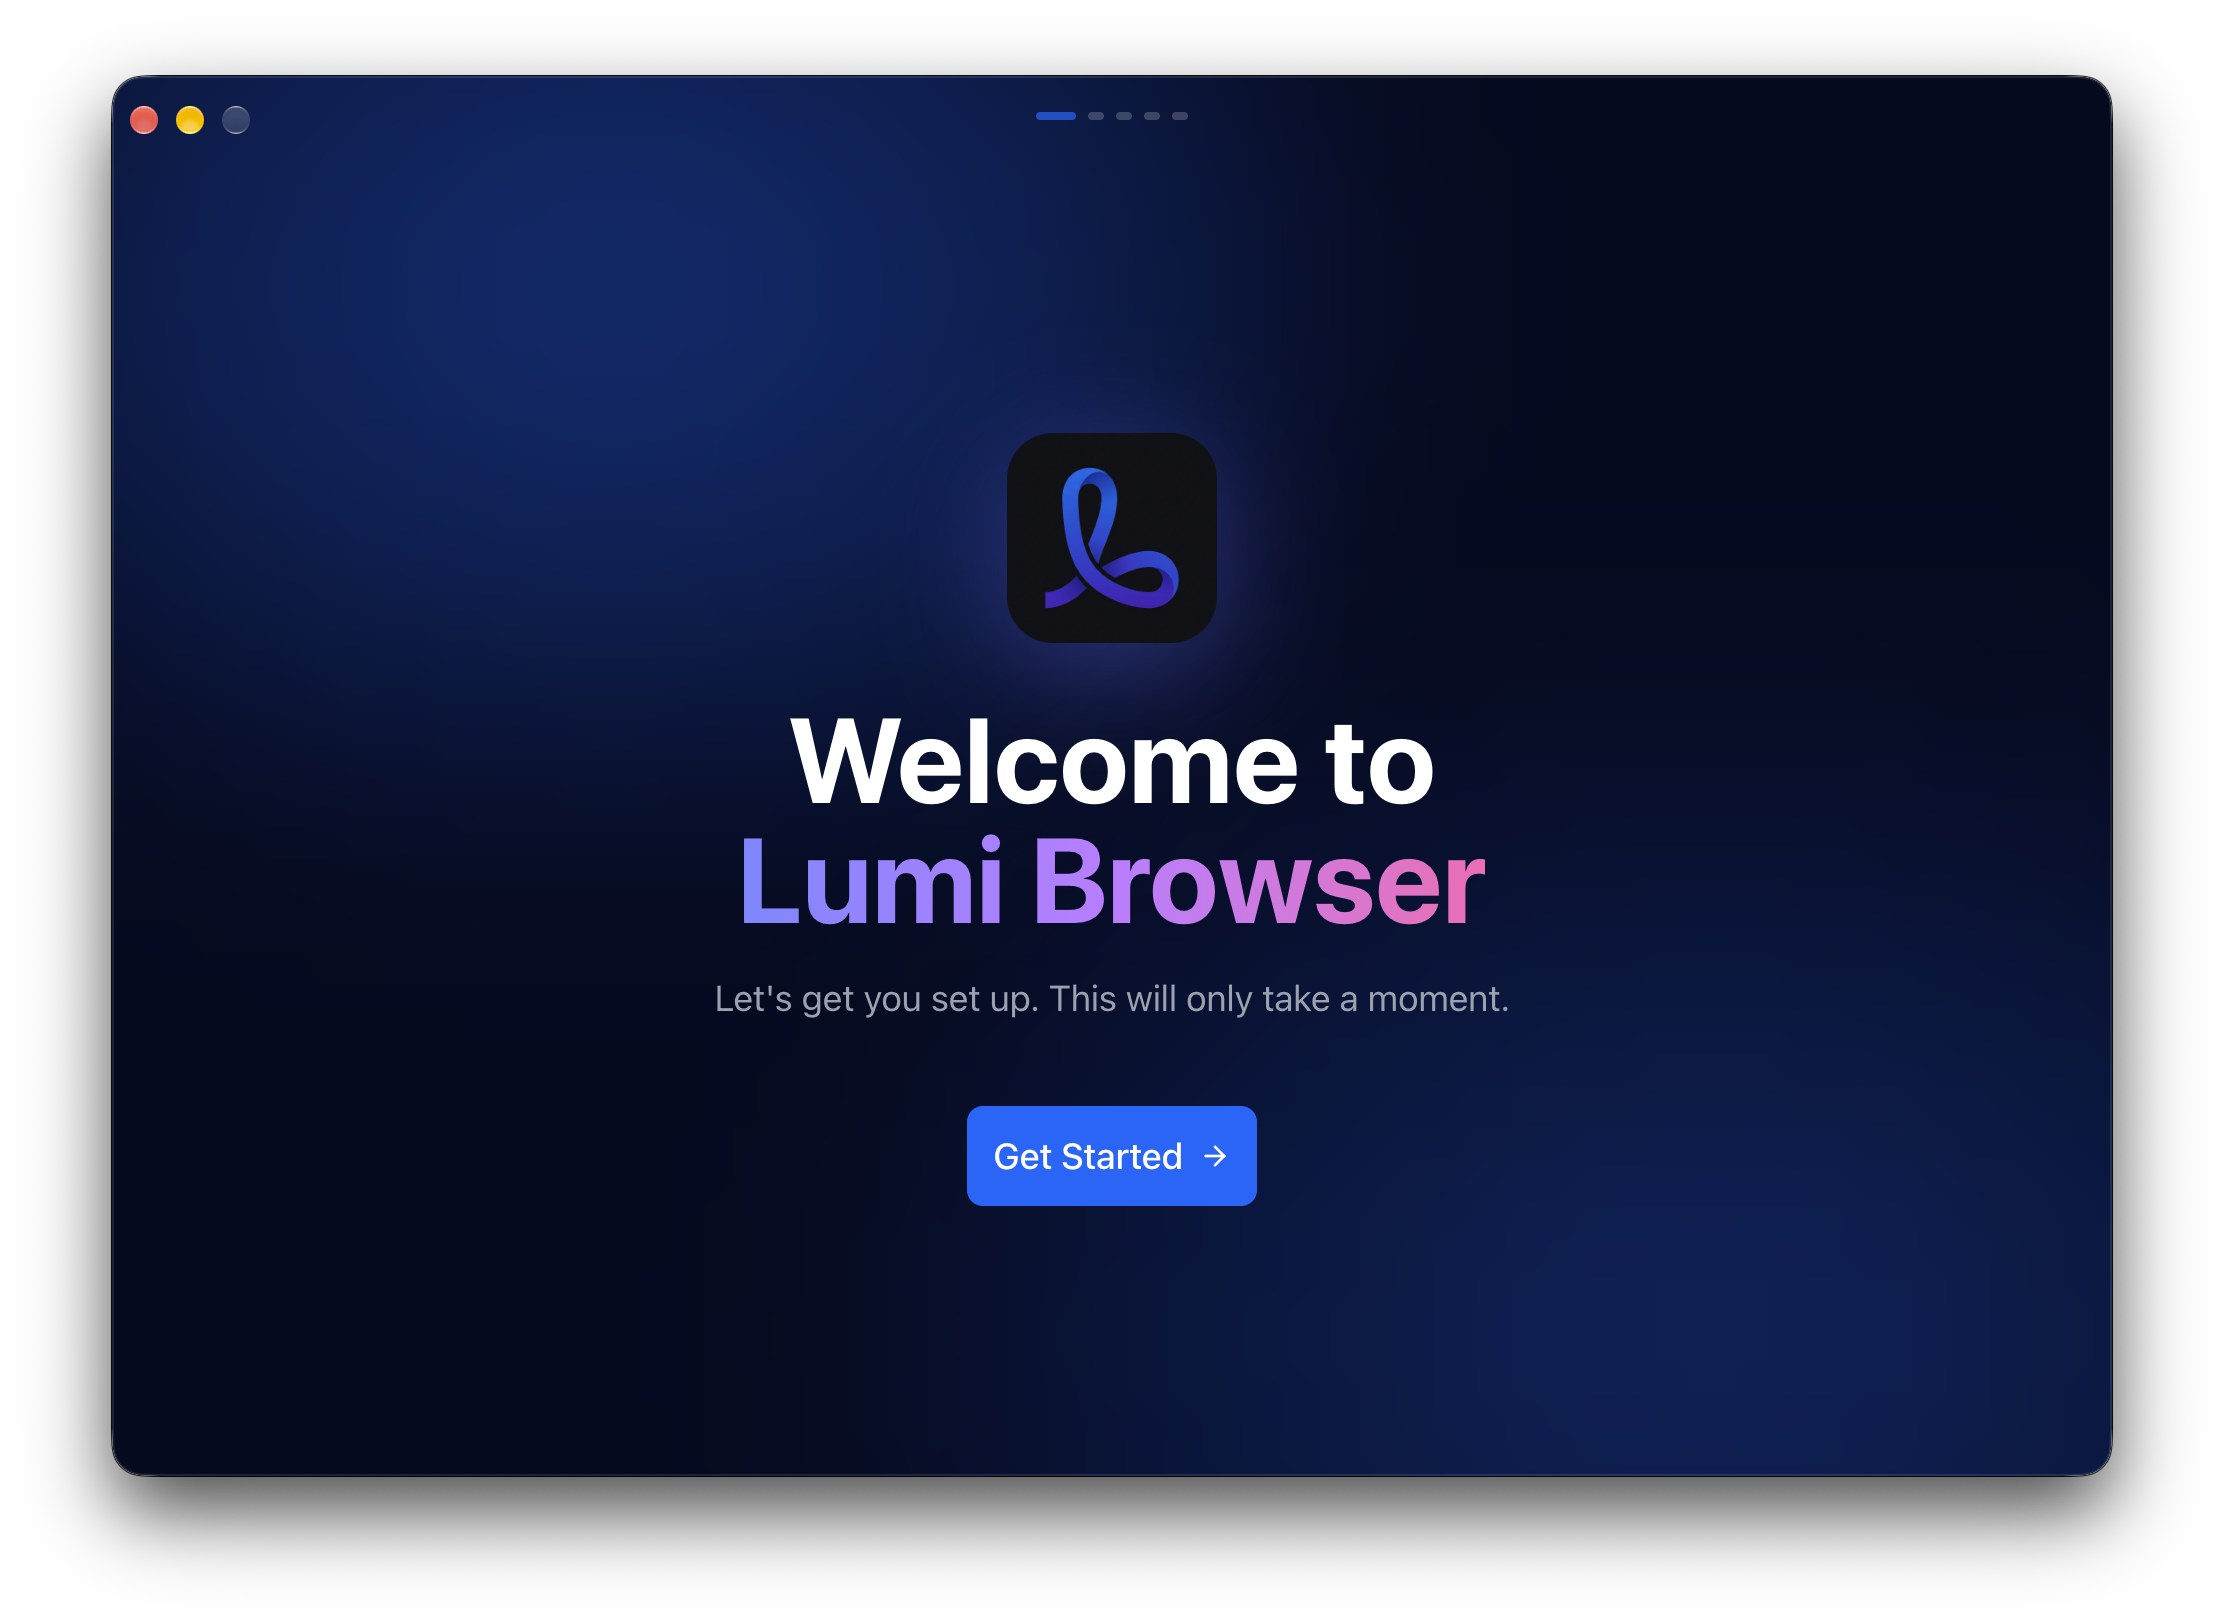 Welcome to
Lumi Browser
Let's get you set up. This will only take a moment.
Get Started